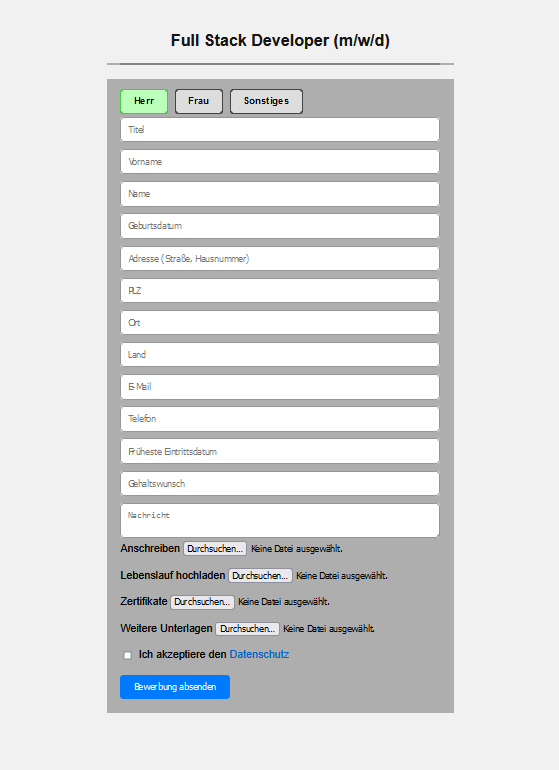 Full Stack Developer (m/w/d)
Herr Frau Sonstiges
Titel
Vorname
Name
Geburtsdatum
Adresse (Straße, Hausnummer)
PLZ
Ort
Land
E-Mail
Telefon
Früheste Eintrittsdatum
Gehaltswunsch
Nachricht
Anschreiben Durchsuchen... Keine Datei ausgewählt.
Lebenslauf hochladen Durchsuchen... Keine Datei ausgewählt.
Zertifikate Durchsuchen... Keine Datei ausgewählt.
Weitere Unterlagen Durchsuchen... Keine Datei ausgewählt.
Ich akzeptiere den Datenschutz
Bewerbung absenden